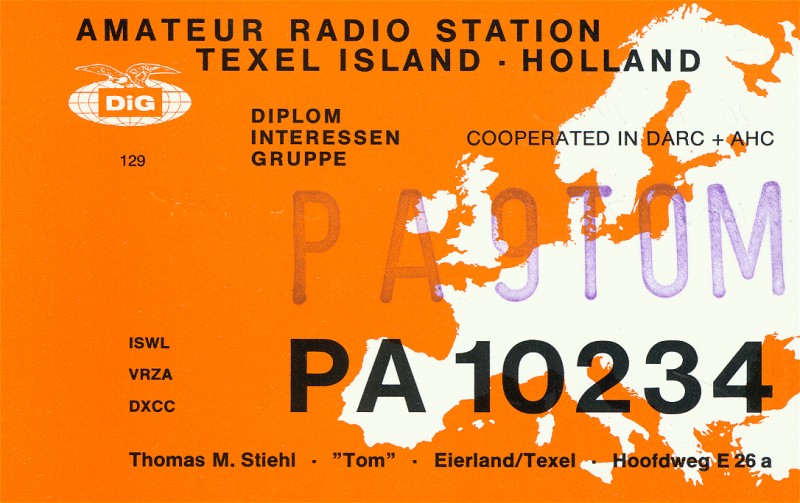 AMATEUR RADIO STATION
TEXEL ISLAND · HOLLAND
DiG
129
DIPLOM
INTERESSEN
GRUPPE
COOPERATED IN DARC + AHC
PA9TOM
PA 10234
ISWL
VRZA
DXCC
Thomas M. Stiehl · ”Tom” · Eierland/Texel · Hoofdweg E 26 a